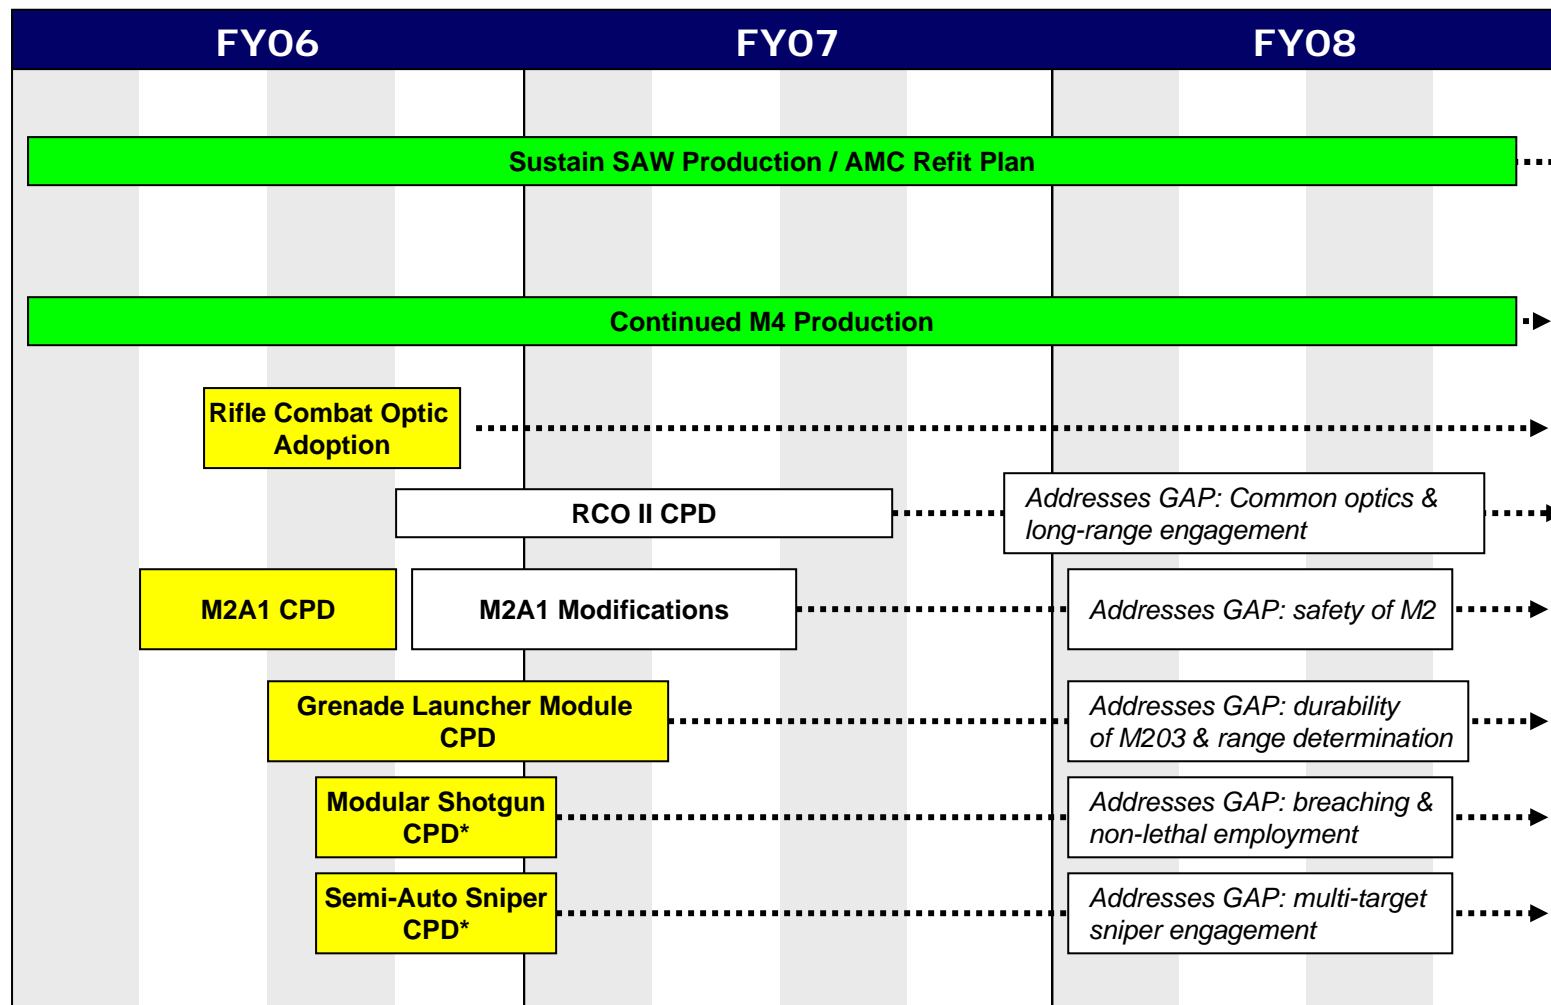 FY06
FY07
FY08
Sustain SAW Production / AMC Refit Plan
Continued M4 Production
Rifle Combat Optic
Adoption
RCO II CPD
Addresses GAP: Common optics &
long-range engagement
M2A1 CPD
M2A1 Modifications
Addresses GAP: safety of M2
Grenade Launcher Module
CPD
Addresses GAP: durability
of M203 & range determination
Modular Shotgun
CPD*
Addresses GAP: breaching &
non-lethal employment
Semi-Auto Sniper
CPD*
Addresses GAP: multi-target
sniper engagement